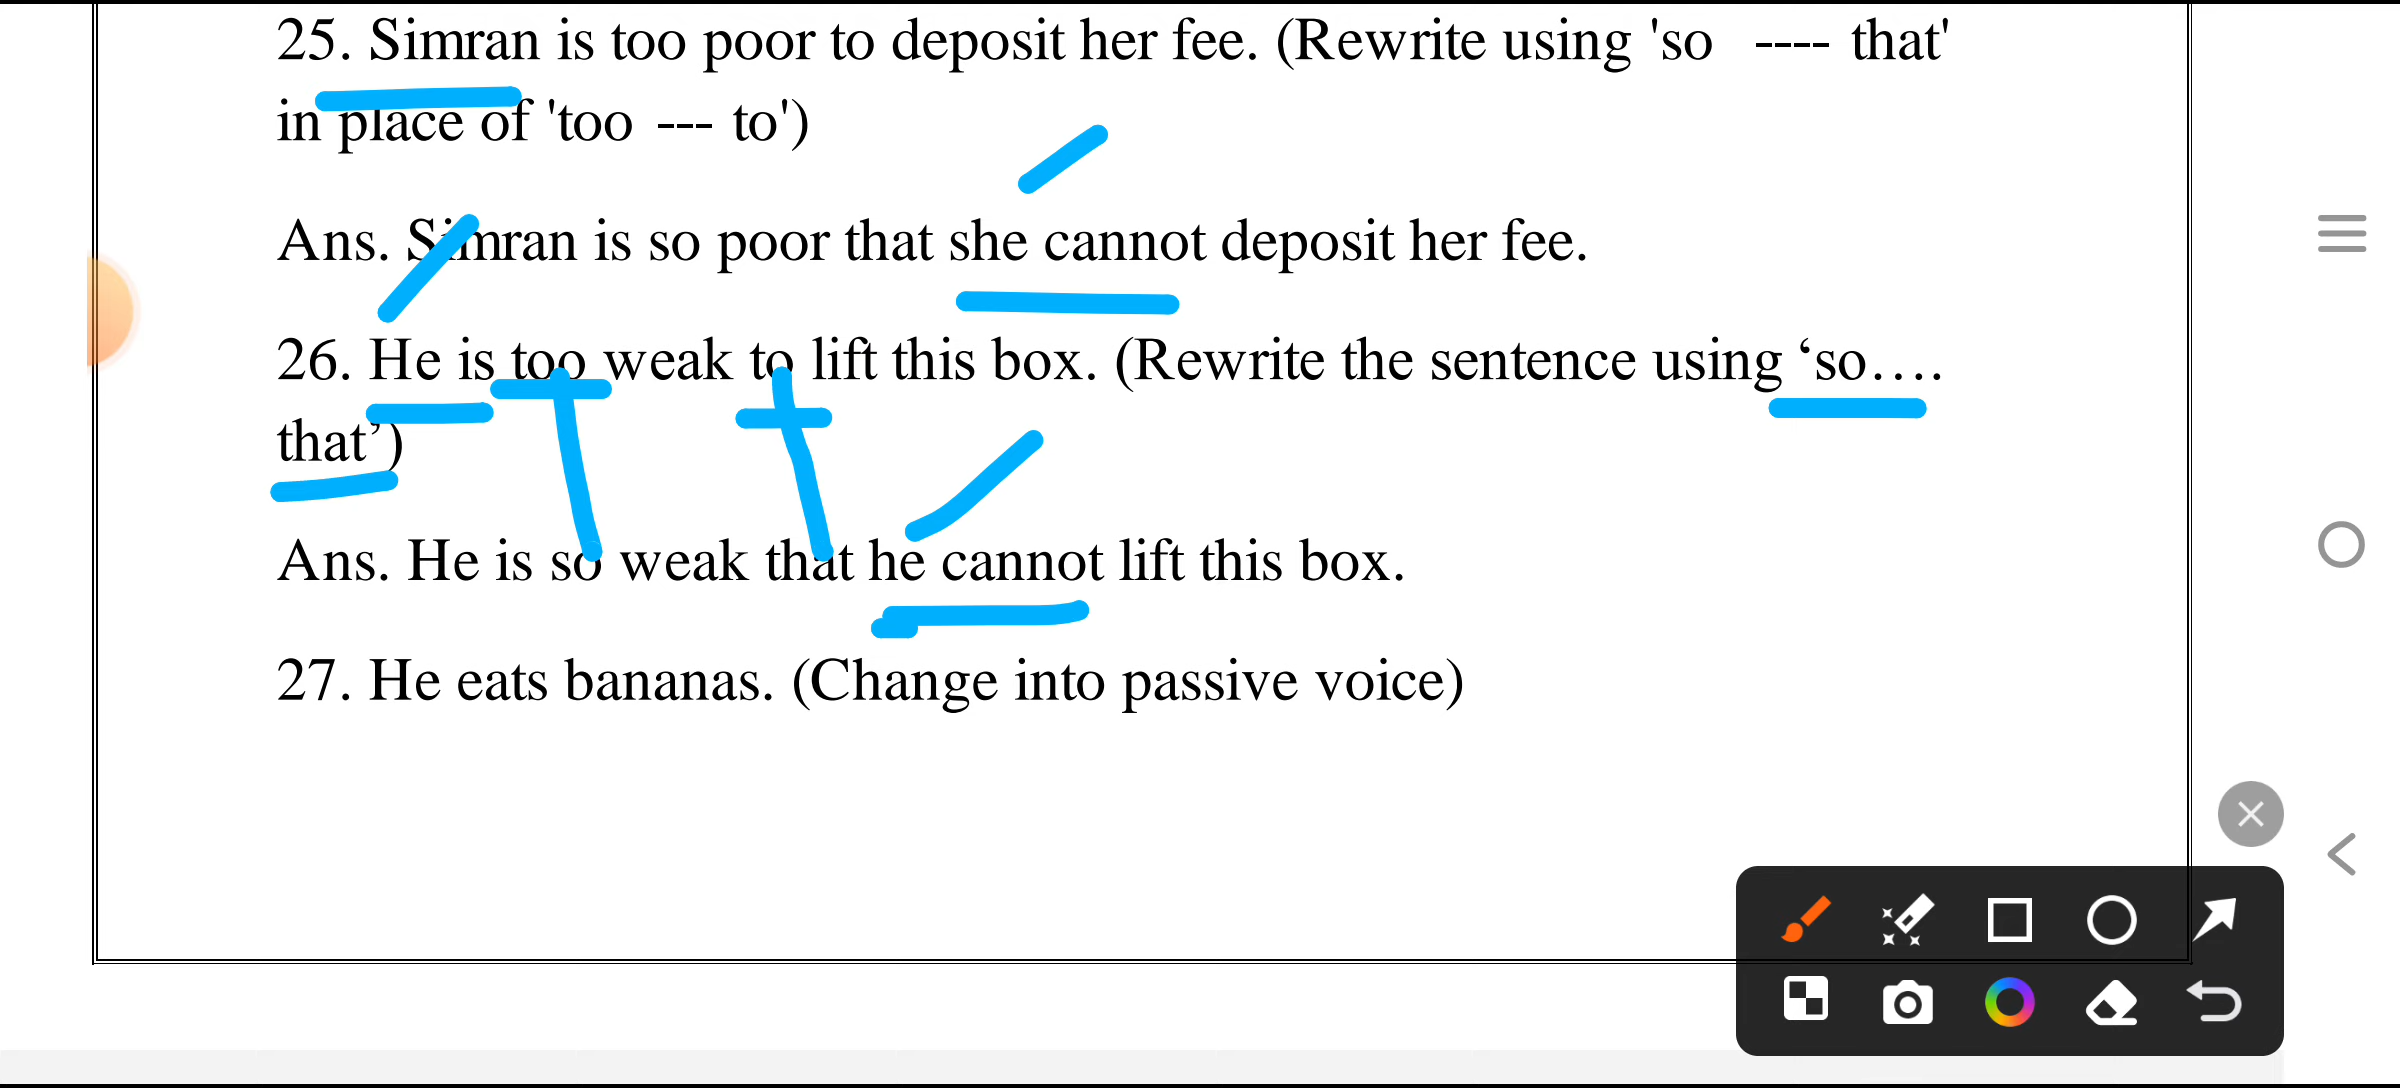 25. Simran is too poor to deposit her fee. (Rewrite using 'so ---- that'
in place of 'too --- to')
Ans. Simran is so poor that she cannot deposit her fee.
26. He is too weak to lift this box. (Rewrite the sentence using ‘so….
that’)
Ans. He is so weak that he cannot lift this box.
27. He eats bananas. (Change into passive voice)